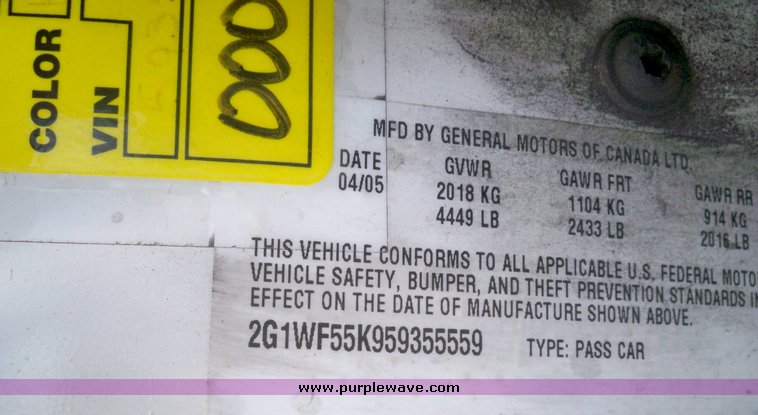 COLOR
VIN
000
MFD BY GENERAL MOTORS OF CANADA LTD.
DATE GVWR GAWR FRT GAWR RR
04/05 2018 KG 1104 KG 914 KG
4449 LB 2433 LB 2016 LB
THIS VEHICLE CONFORMS TO ALL APPLICABLE U.S. FEDERAL MOTO
VEHICLE SAFETY, BUMPER, AND THEFT PREVENTION STANDARDS IN
EFFECT ON THE DATE OF MANUFACTURE SHOWN ABOVE.
2G1WF55K959355559 TYPE: PASS CAR
www.purplewave.com